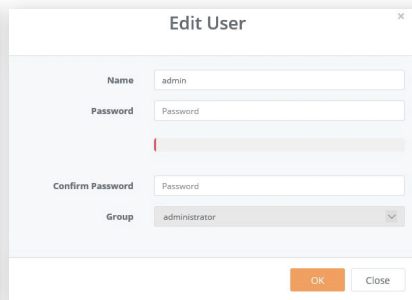 Edit User
×
Name admin
Password Password
Confirm Password Password
Group administrator
OK Close